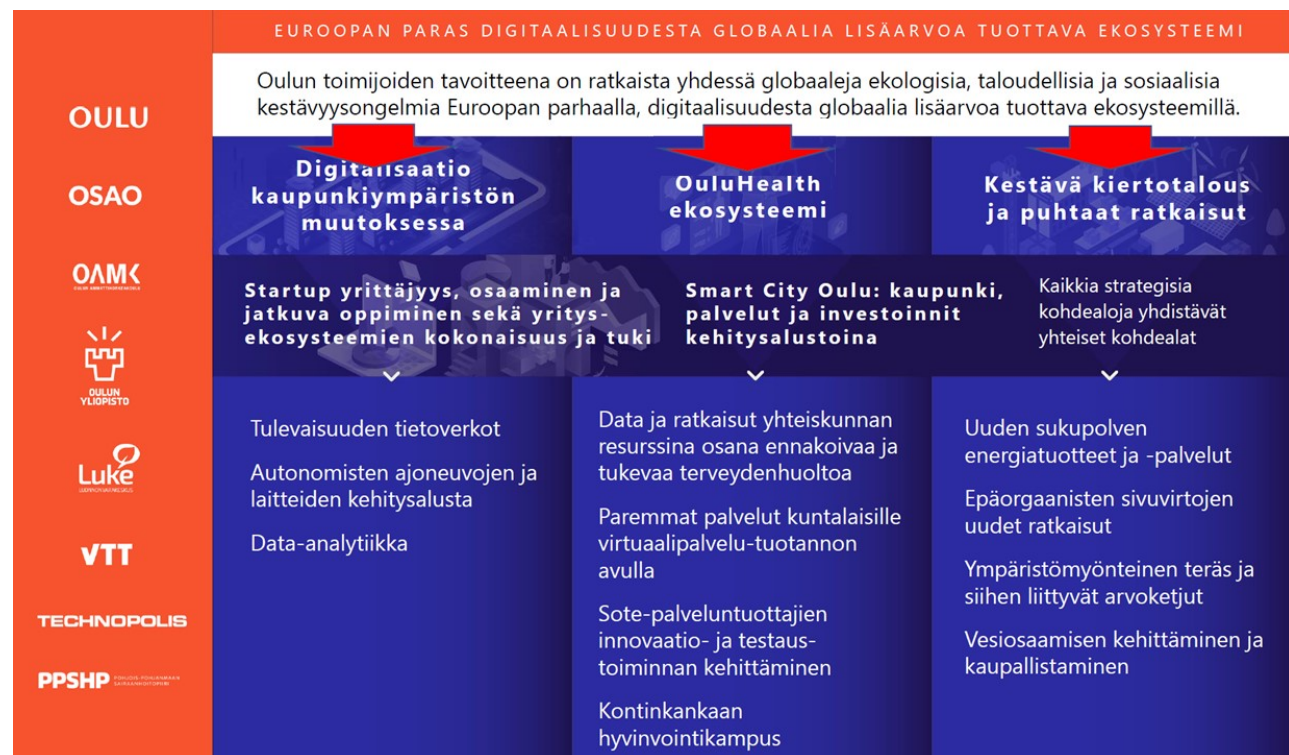 EUROOPAN PARAS DIGITAALISUUDESTA GLOBAALIA LISÄARVOA TUOTTAVA EKOSYSTEEMI
Oulun toimijoiden tavoitteena on ratkaista yhdessä globaaleja ekologisia, taloudellisia ja sosiaalisia
kestävyysongelmia Euroopan parhaalla, digitaalisuudesta globaalia lisäarvoa tuottava ekosysteemillä.
OULU
OSAO
OAMK
OULUN
YLIOPISTO
Luke
VTT
TECHNOPOLIS
PPSHP
Digitalisaatio
kaupunkiympäristön
muutoksessa
OuluHealth
ekosysteemi
Kestävä kiertotalous
ja puhtaat ratkaisut
Startup yrittäjyys, osaaminen ja
jatkuva oppiminen sekä yritys-
ekosysteemien kokonaisuus ja tuki
Smart City Oulu: kaupunki,
palvelut ja investoinnit
kehitysalustoina
Kaikkia strategisia
kohdealoja yhdistävät
yhteiset kohdealat
Tulevaisuuden tietoverkot
Autonomisten ajoneuvojen ja
laitteiden kehitysalusta
Data-analytiikka
Data ja ratkaisut yhteiskunnan
resurssina osana ennakoivaa ja
tukevaa terveydenhuoltoa
Paremmat palvelut kuntalaisille
virtuaalipalvelu-tuotannon
avulla
Sote-palveluntuottajien
innovaatio- ja testaus-
toiminnan kehittäminen
Kontinkankaan
hyvinvointikampus
Uuden sukupolven
energiatuotteet ja -palvelut
Epäorgaanisten sivuvirtojen
uudet ratkaisut
Ympäristömyönteinen teräs ja
siihen liittyvät arvoketjut
Vesiosaamisen kehittäminen ja
kaupallistaminen